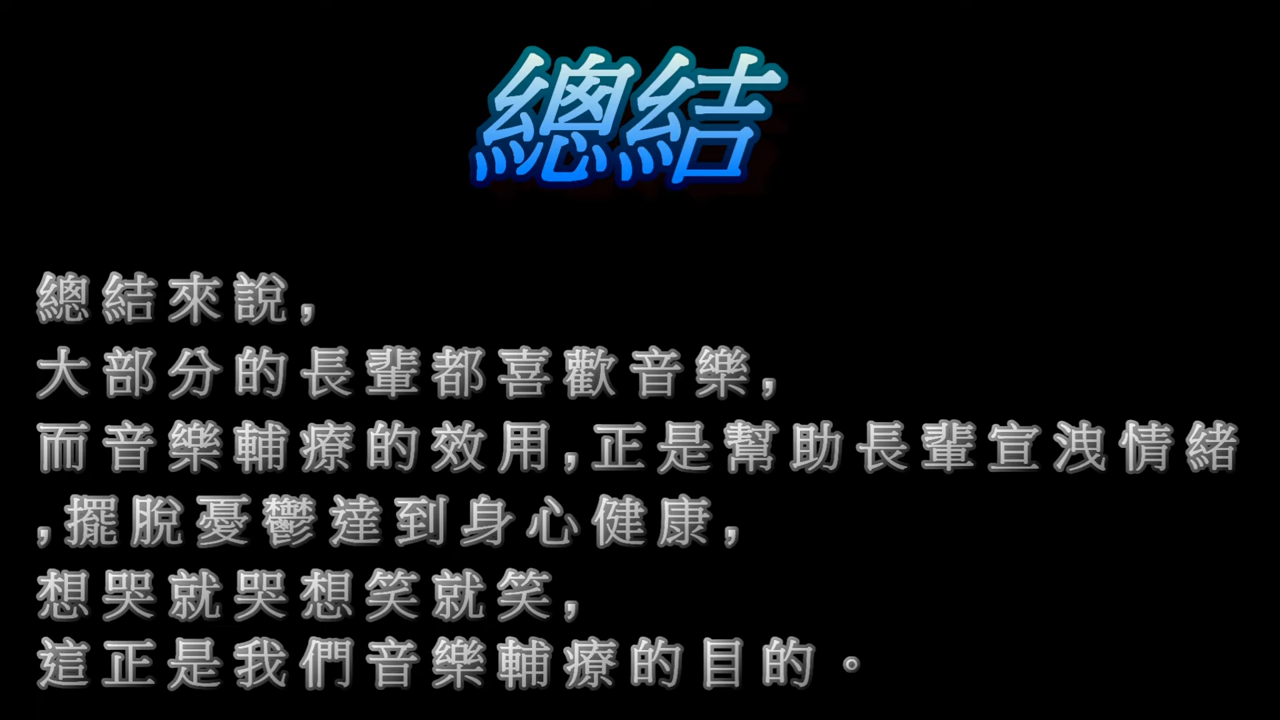 總結
總結來說,
大部分的長輩都喜歡音樂,
而音樂輔療的效用,正是幫助長輩宣洩情緒
,擺脫憂鬱達到身心健康,
想哭就哭想笑就笑,
這正是我們音樂輔療的目的。